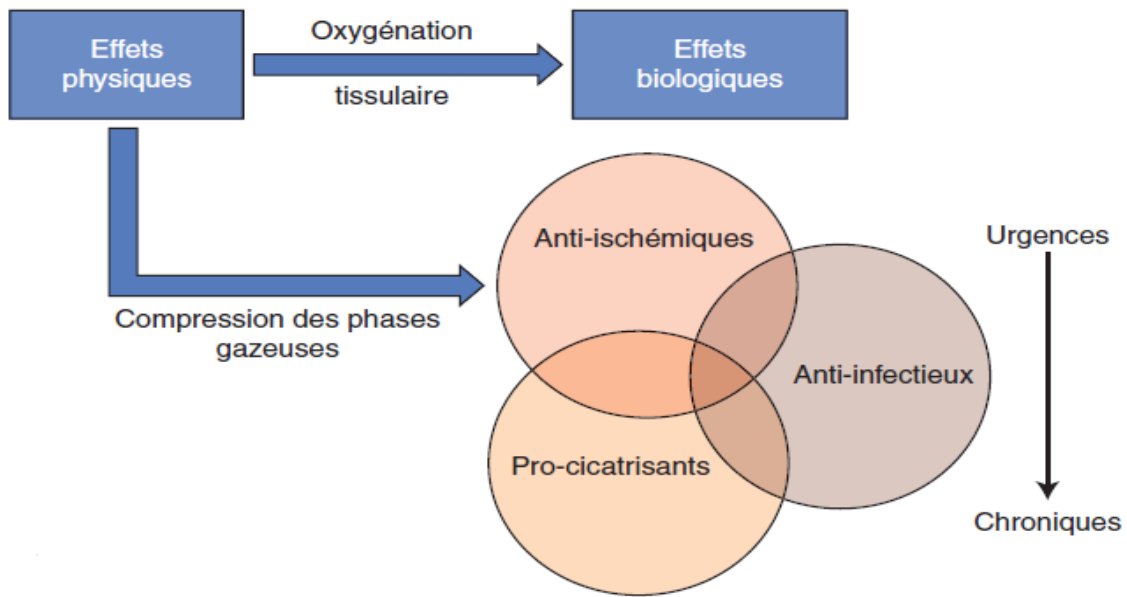 Effets
physiques
Oxygénation
tissulaire
Effets
biologiques
Compression des phases
gazeuses
Anti-ischémiques
Anti-infectieux
Pro-cicatrisants
Urgences
Chroniques